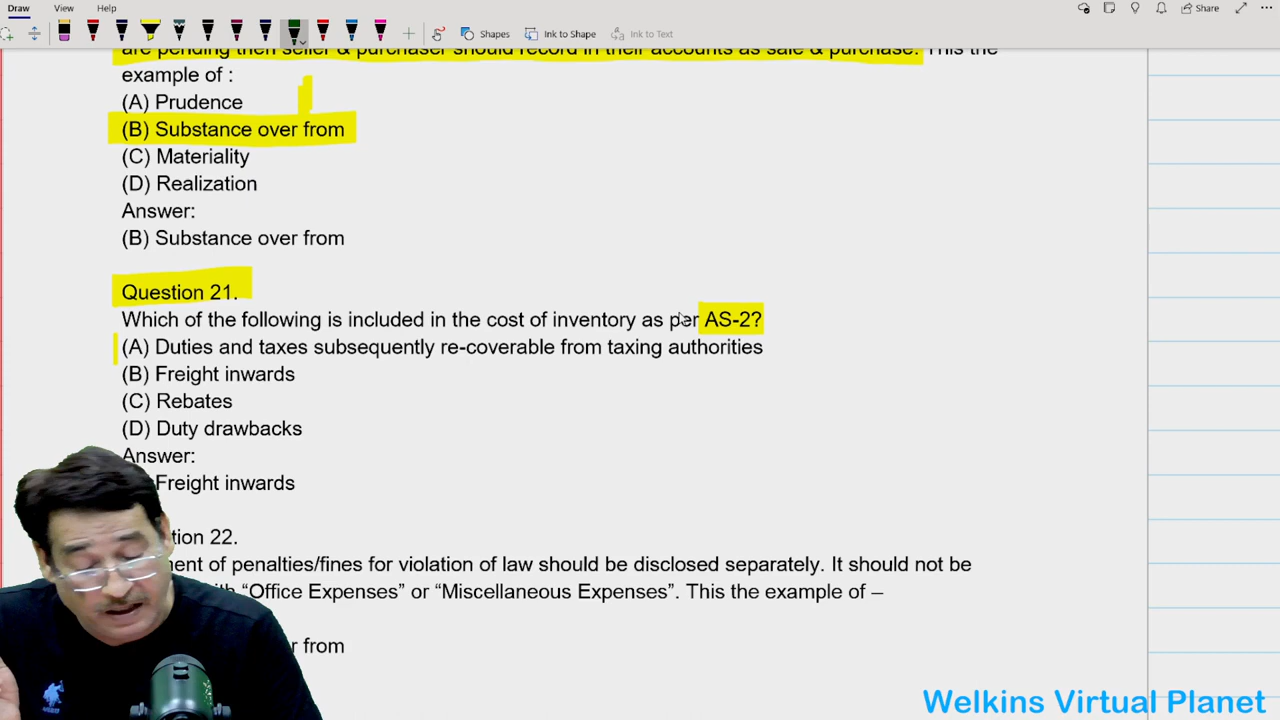 Draw View Help Share
Shapes Ink to Shape Ink to Text
are pending then seller & purchaser should record in their accounts as sale & purchase. This the
example of :
(A) Prudence
(B) Substance over from
(C) Materiality
(D) Realization
Answer:
(B) Substance over from
Question 21.
Which of the following is included in the cost of inventory as per AS-2?
(A) Duties and taxes subsequently re-coverable from taxing authorities
(B) Freight inwards
(C) Rebates
(D) Duty drawbacks
Answer:
Freight inwards
tion 22.
ment of penalties/fines for violation of law should be disclosed separately. It should not be
“Office Expenses” or “Miscellaneous Expenses”. This the example of –
from
Welkins Virtual Planet